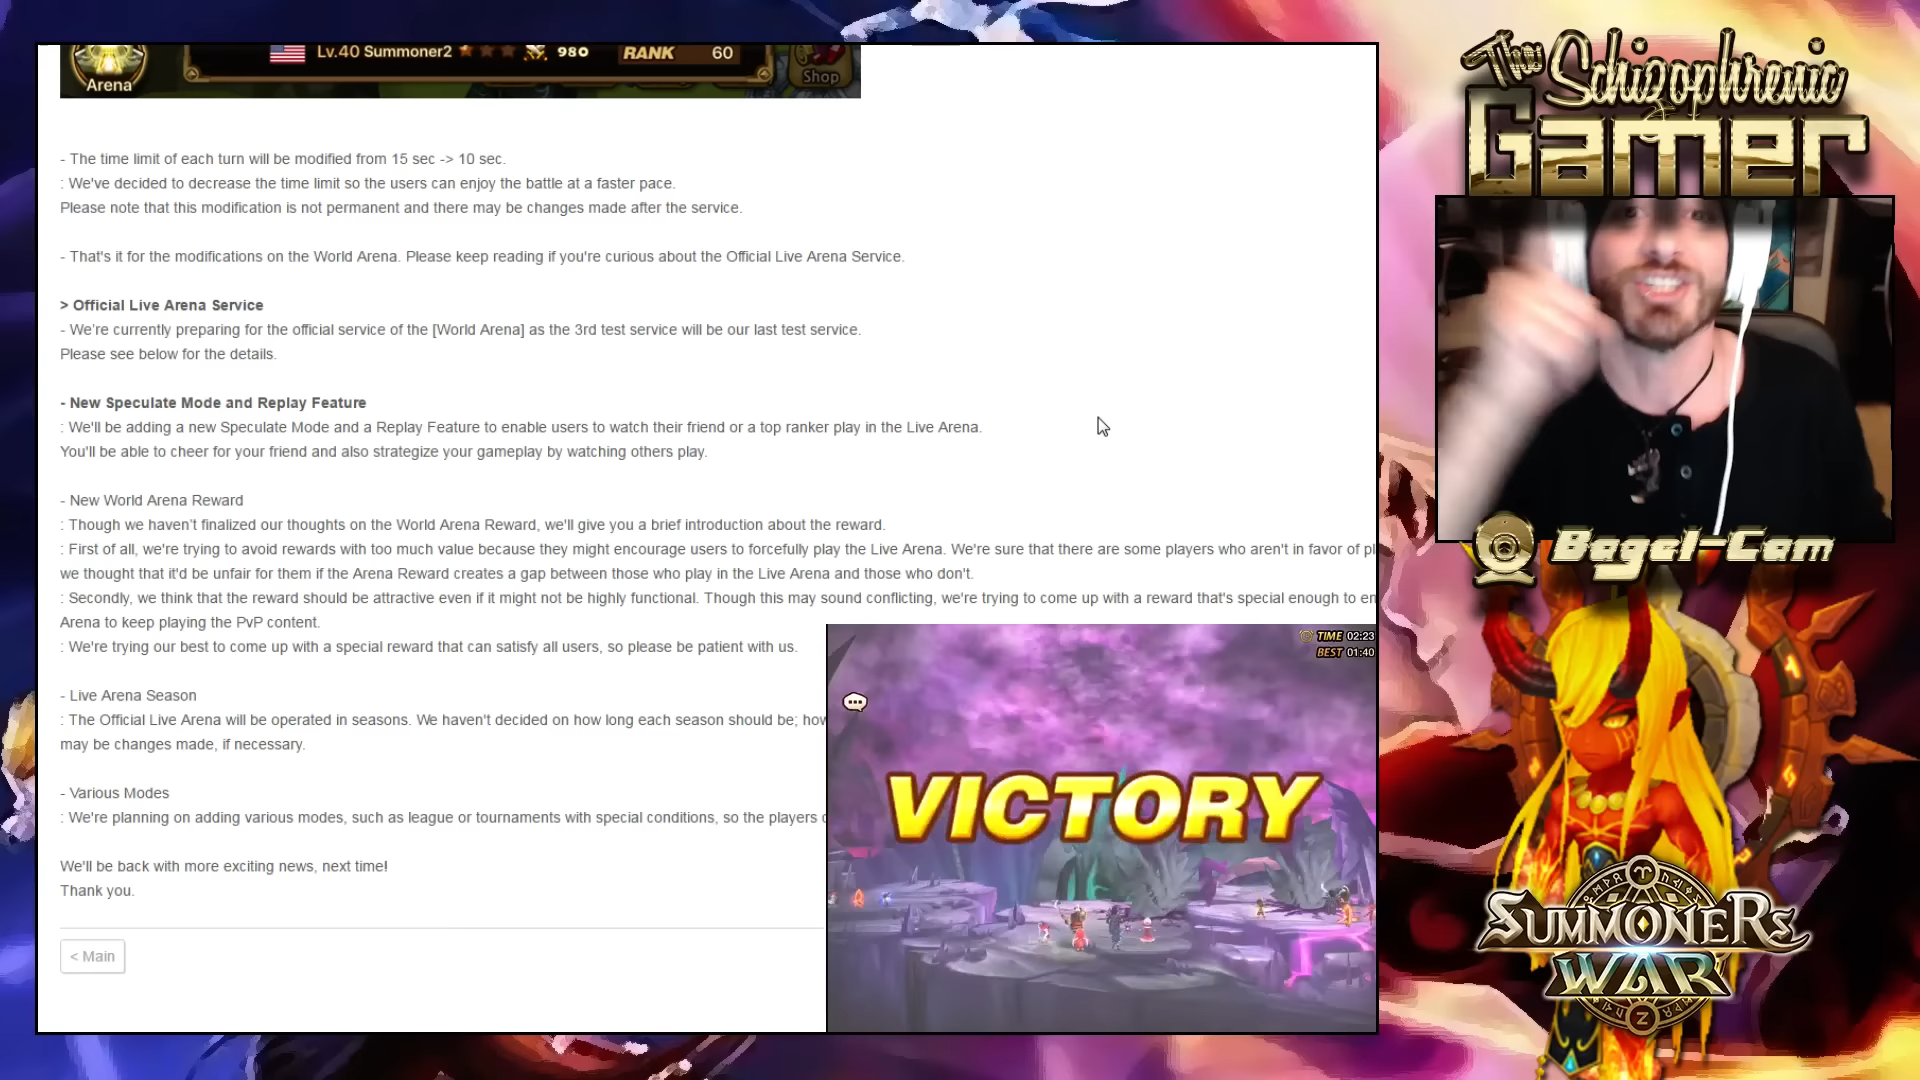 Arena
Lv.40 Summoner2
980
RANK
60
Shop
- The time limit of each turn will be modified from 15 sec -> 10 sec.
: We've decided to decrease the time limit so the users can enjoy the battle at a faster pace.
Please note that this modification is not permanent and there may be changes made after the service.
- That's it for the modifications on the World Arena. Please keep reading if you're curious about the Official Live Arena Service.
> Official Live Arena Service
- We're currently preparing for the official service of the [World Arena] as the 3rd test service will be our last test service.
Please see below for the details.
- New Speculate Mode and Replay Feature
: We'll be adding a new Speculate Mode and a Replay Feature to enable users to watch their friend or a top ranker play in the Live Arena.
You'll be able to cheer for your friend and also strategize your gameplay by watching others play.
- New World Arena Reward
: Though we haven't finalized our thoughts on the World Arena Reward, we'll give you a brief introduction about the reward.
: First of all, we're trying to avoid rewards with too much value because they might encourage users to forcefully play the Live Arena. We're sure that there are some players who aren't in favor of
we thought that it'd be unfair for them if the Arena Reward creates a gap between those who play in the Live Arena and those who don't.
: Secondly, we think that the reward should be attractive even if it might not be highly functional. Though this may sound conflicting, we're trying to come up with a reward that's special enough to
Arena to keep playing the PvP content.
: We're trying our best to come up with a special reward that can satisfy all users, so please be patient with us.
- Live Arena Season
: The Official Live Arena will be operated in seasons. We haven't decided on how long each season should be;
may be changes made, if necessary.
- Various Modes
: We're planning on adding various modes, such as league or tournaments with special conditions, so the players
We'll be back with more exciting news, next time!
Thank you.
< Main
TIME 02:23
BEST 01:40
VICTORY
The
Schizophrenic
Gamer
Bagel-Cam
SUMMONERS
WAR